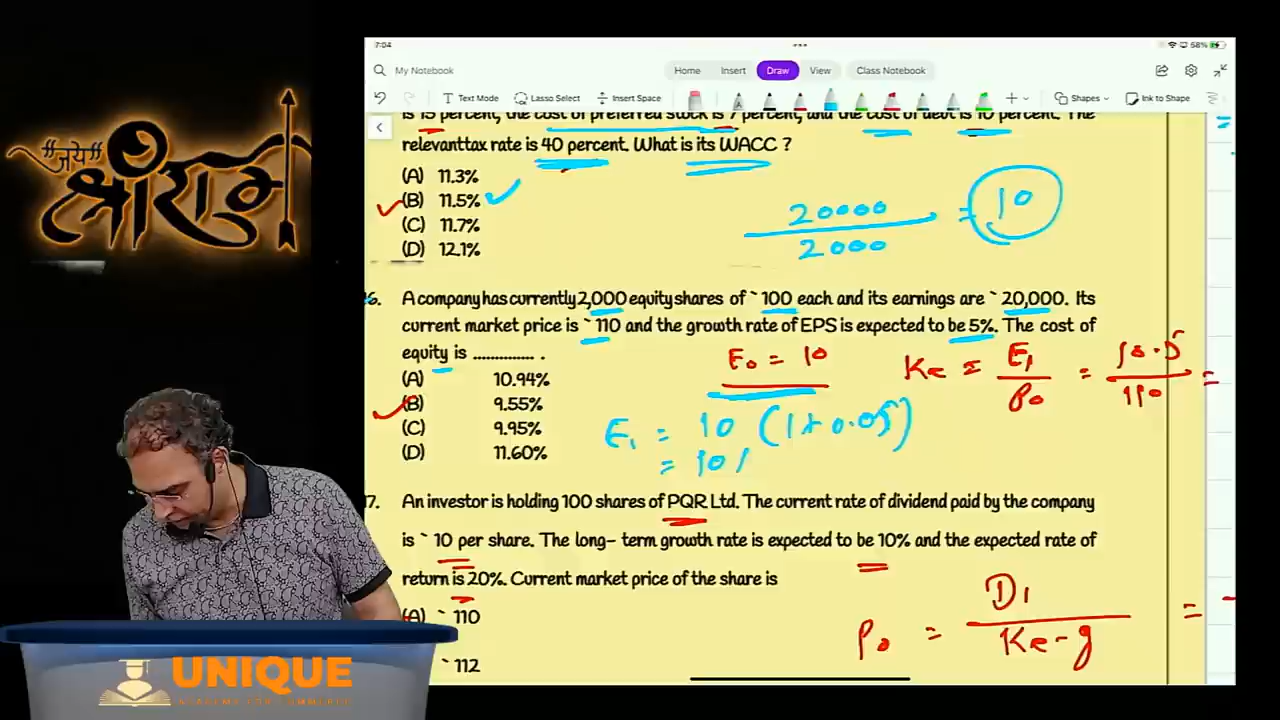 7:04
58%
My Notebook
Home Insert Draw View Class Notebook
Text Mode Lasso Select Insert Space Shapes Ink to Shape
"जय"
श्रीराम
is 15 percent, the cost of preferred stock is 7 percent, and the cost of debt is 10 percent. The
relevanttax rate is 40 percent. What is its WACC ?
(A) 11.3%
(B) 11.5%
(C) 11.7%
(D) 12.1%
20000 / 2000 = 10
16. A company has currently 2,000 equity shares of ` 100 each and its earnings are ` 20,000. Its
current market price is ` 110 and the growth rate of EPS is expected to be 5%. The cost of
equity is ............... .
(A) 10.94%
(B) 9.55%
(C) 9.95%
(D) 11.60%
E0 = 10
Ke = E1 / P0 = 10.5 / 110 =
E1 = 10 (1+0.05)
= 10
17. An investor is holding 100 shares of PQR Ltd. The current rate of dividend paid by the company
is ` 10 per share. The long- term growth rate is expected to be 10% and the expected rate of
return is 20%. Current market price of the share is
(A) ` 110
` 112
P0 = D1 / Ke-g =
UNIQUE
ACADEMY FOR COMMERCE